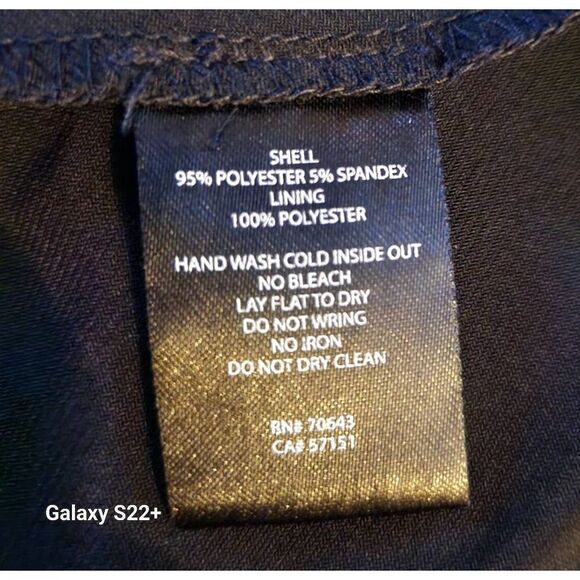 SHELL
95% POLYESTER 5% SPANDEX
LINING
100% POLYESTER
HAND WASH COLD INSIDE OUT
NO BLEACH
LAY FLAT TO DRY
DO NOT WRING
NO IRON
DO NOT DRY CLEAN
RN# 70643
CA# 57151
Galaxy S22+